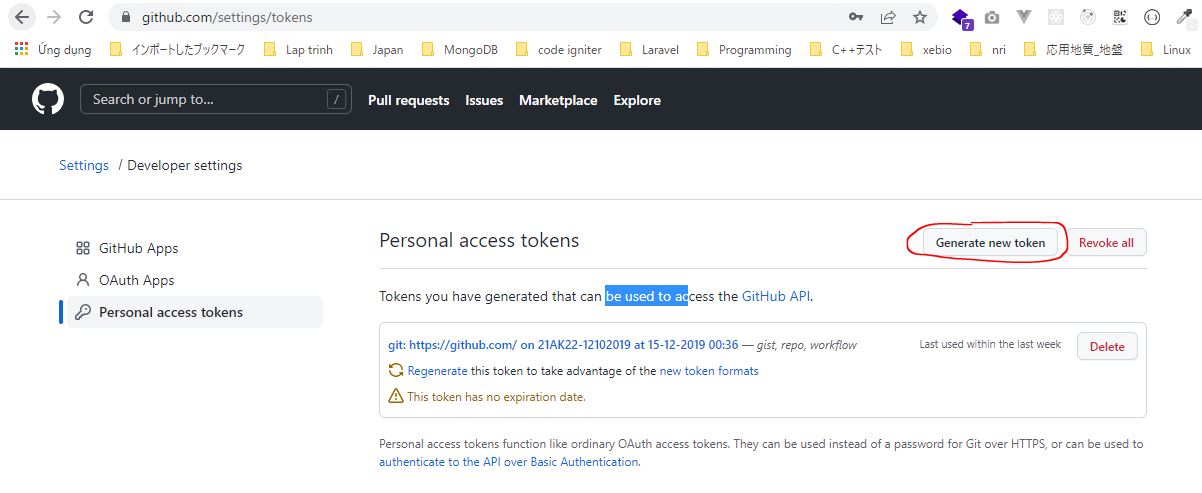 github.com/settings/tokens
7
Ứng dụng インポートしたブックマーク Lap trinh Japan MongoDB code igniter Laravel Programming C++テスト xebio nri 応用地質_地盤 Linux
Search or jump to... / Pull requests Issues Marketplace Explore
Settings / Developer settings
GitHub Apps
OAuth Apps
Personal access tokens
Personal access tokens
Generate new token Revoke all
Tokens you have generated that can be used to access the GitHub API.
git: https://github.com/ on 21AK22-12102019 at 15-12-2019 00:36 — gist, repo, workflow Last used within the last week Delete
Regenerate this token to take advantage of the new token formats
This token has no expiration date.
Personal access tokens function like ordinary OAuth access tokens. They can be used instead of a password for Git over HTTPS, or can be used to
authenticate to the API over Basic Authentication.